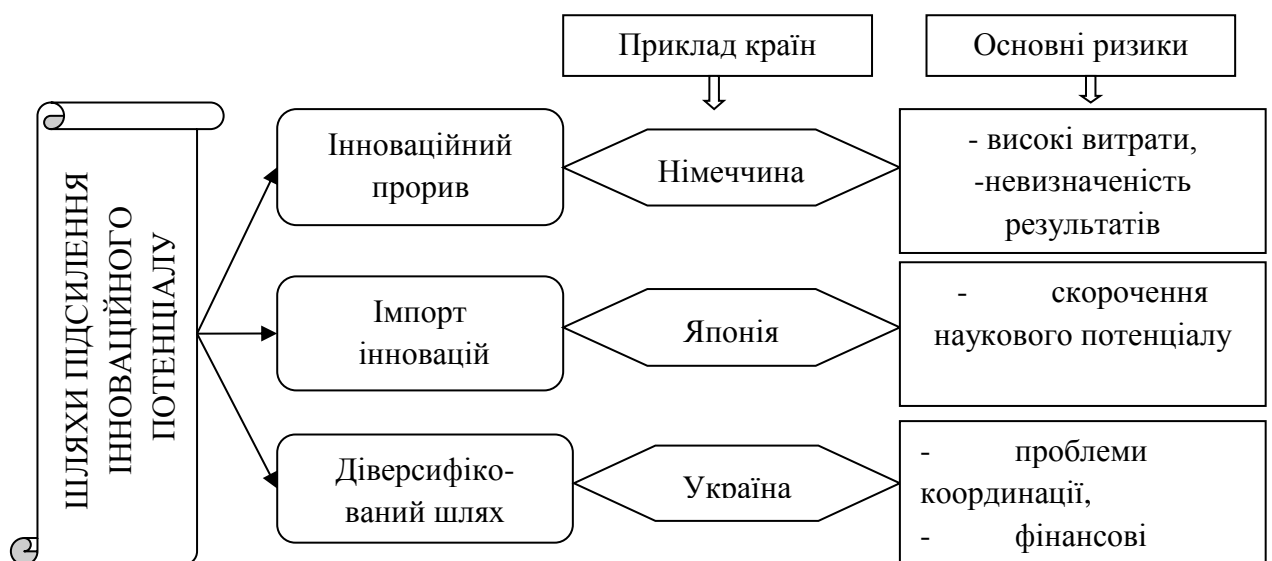 Приклад країн
Основні ризики
ШЛЯХИ ПІДСИЛЕННЯ
ІННОВАЦІЙНОГО
ПОТЕНЦІАЛУ
Інноваційний
прорив
Німеччина
- високі витрати,
-невизначеність
результатів
Імпорт
інновацій
Японія
- скорочення
наукового потенціалу
Діверсифіко-
ваний шлях
Україна
- проблеми
координації,
- фінансові